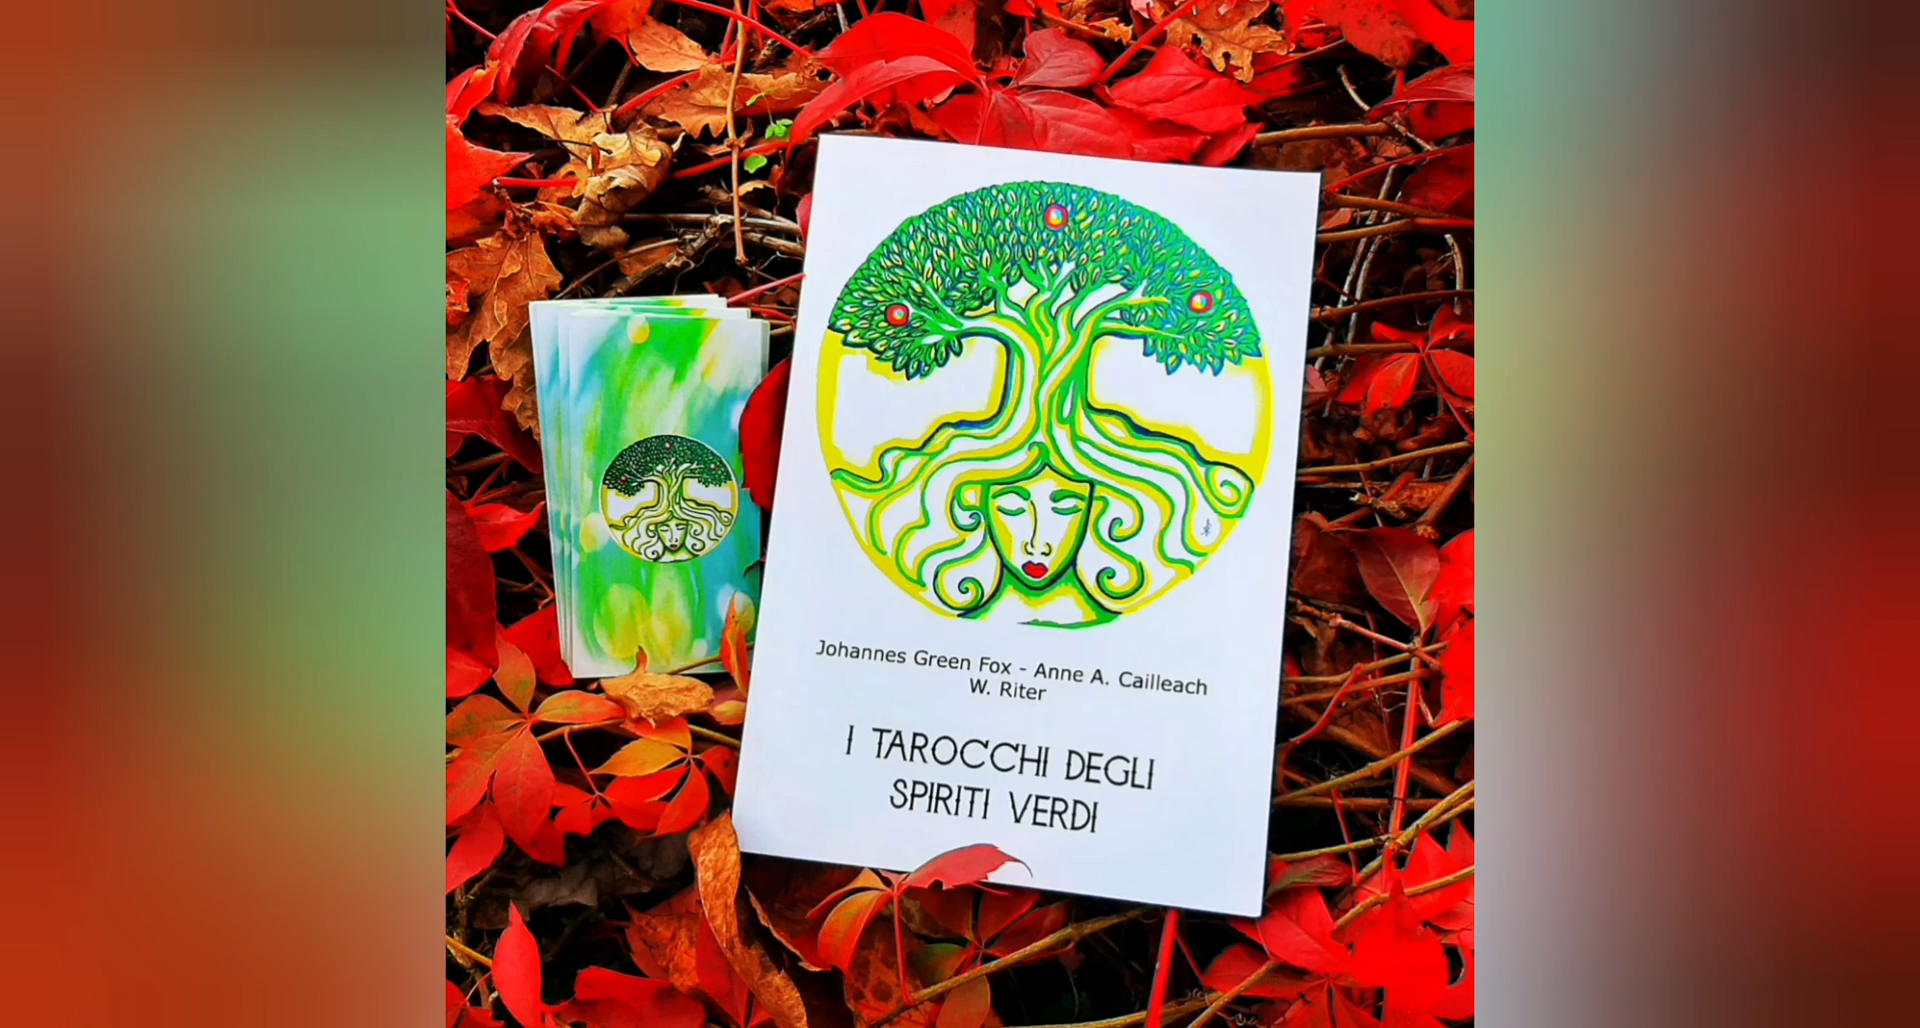 Johannes Green Fox - Anne A. Cailleach
W. Riter
I TAROCCHI DEGLI
SPIRITI VERDI